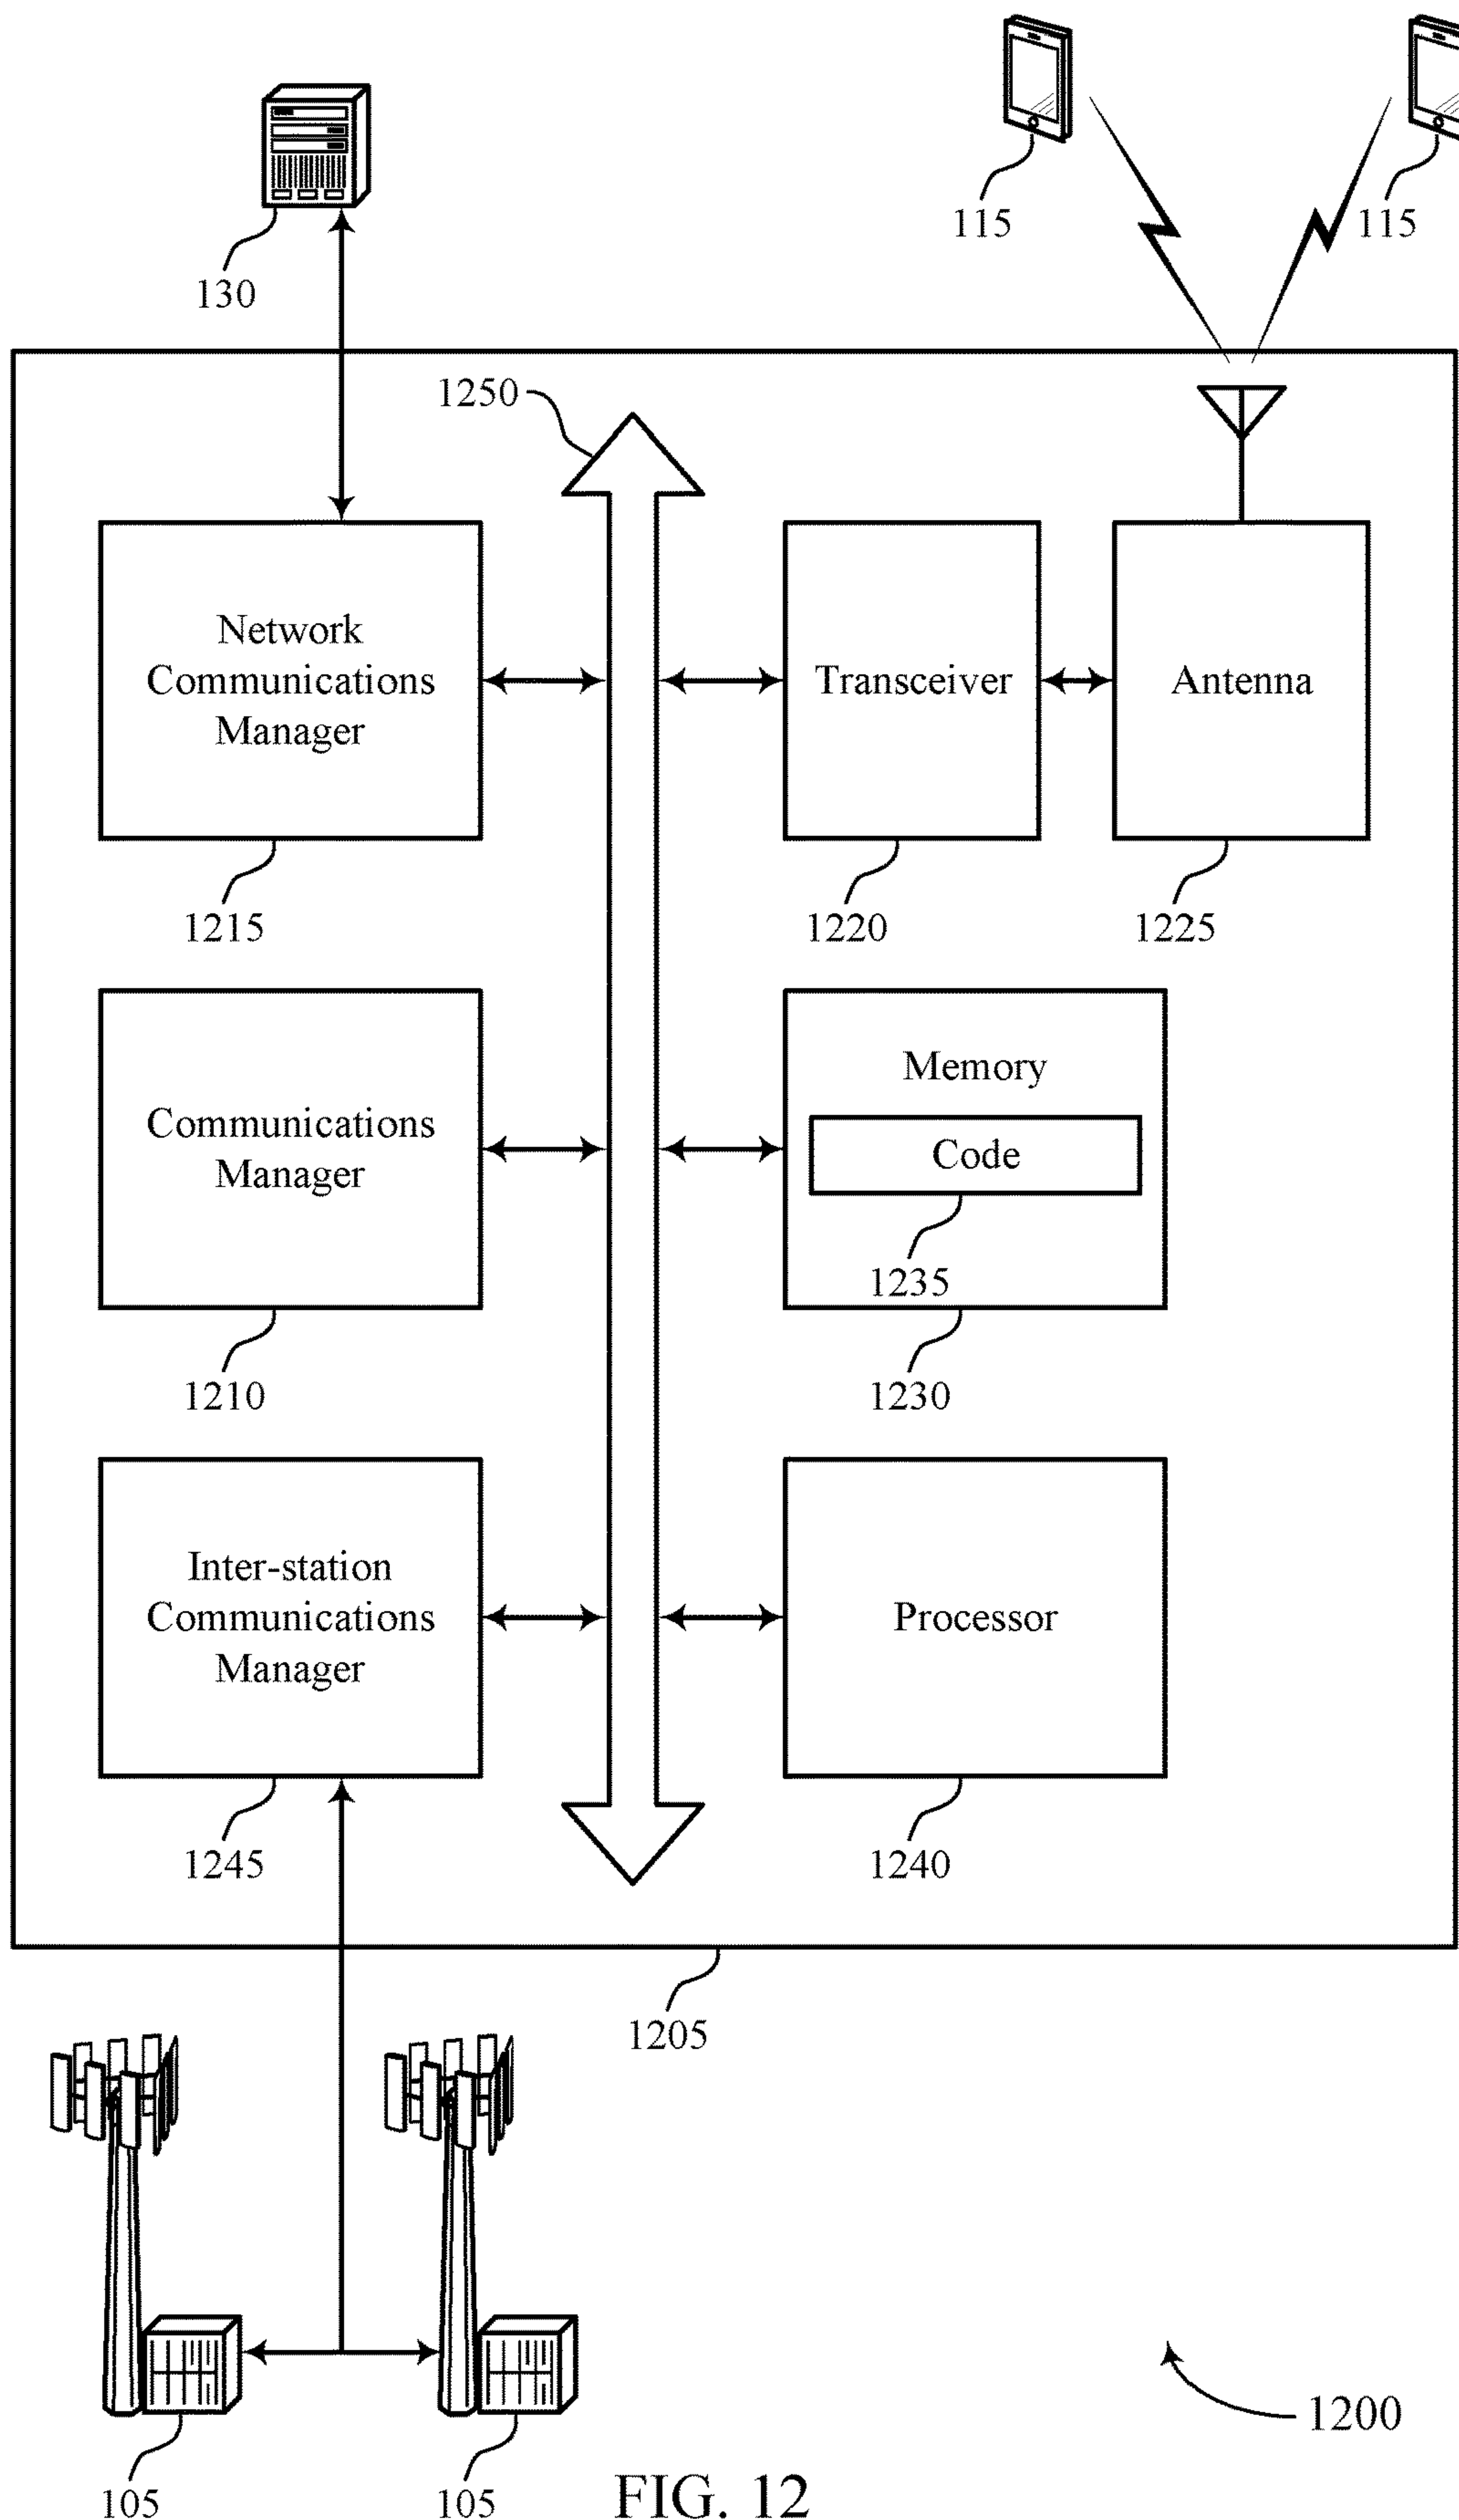 115
115
130
1250
Network
Communications
Manager
Transceiver
Antenna
1215
1220
1225
Communications
Manager
Memory
Code
1235
1210
1230
Inter-station
Communications
Manager
Processor
1245
1240
1205
1200
105
105
FIG. 12